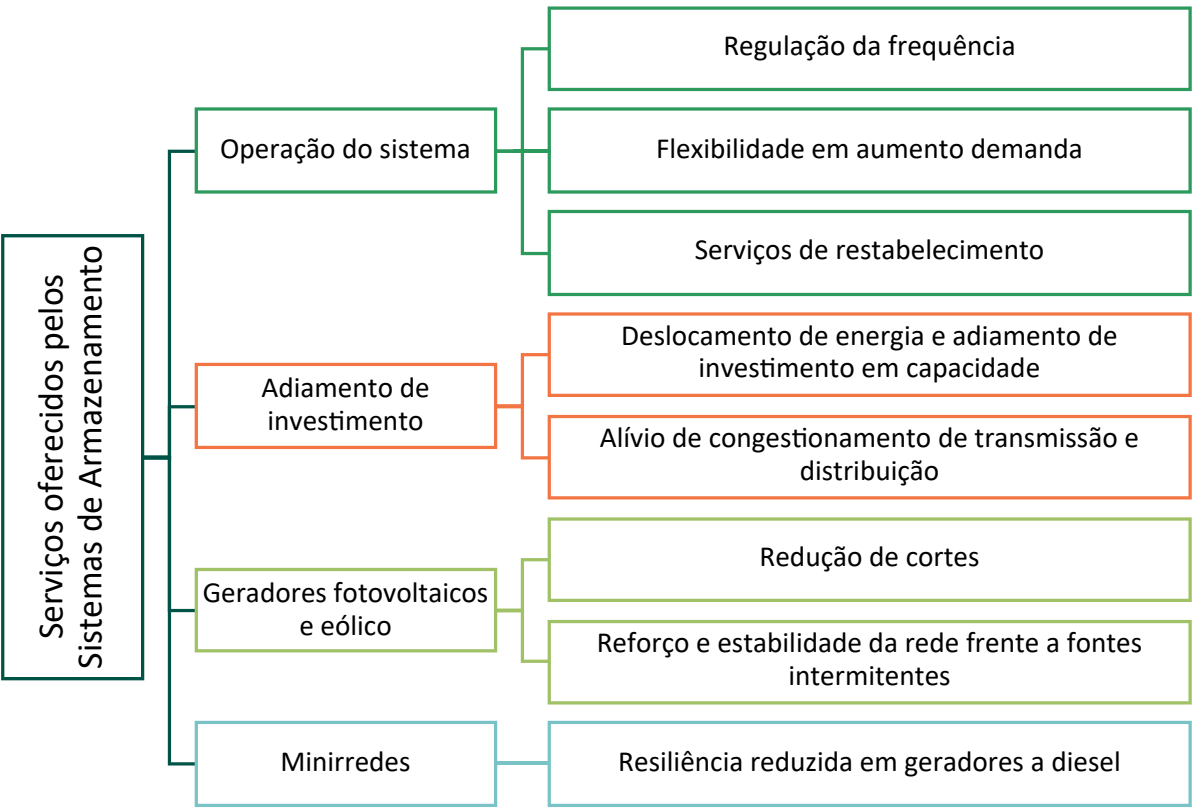 Serviços oferecidos pelos
Sistemas de Armazenamento
Operação do sistema
Regulação da frequência
Flexibilidade em aumento demanda
Serviços de restabelecimento
Adiamento de
investimento
Deslocamento de energia e adiamento de
investimento em capacidade
Alívio de congestionamento de transmissão e
distribuição
Geradores fotovoltaicos
e eólico
Redução de cortes
Reforço e estabilidade da rede frente a fontes
intermitentes
Minirredes
Resiliência reduzida em geradores a diesel